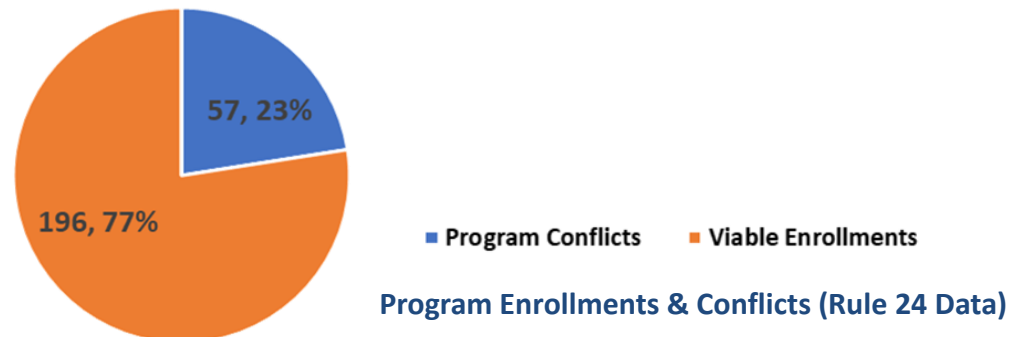 57, 23%
196, 77%
Program Conflicts
Viable Enrollments
Program Enrollments & Conflicts (Rule 24 Data)